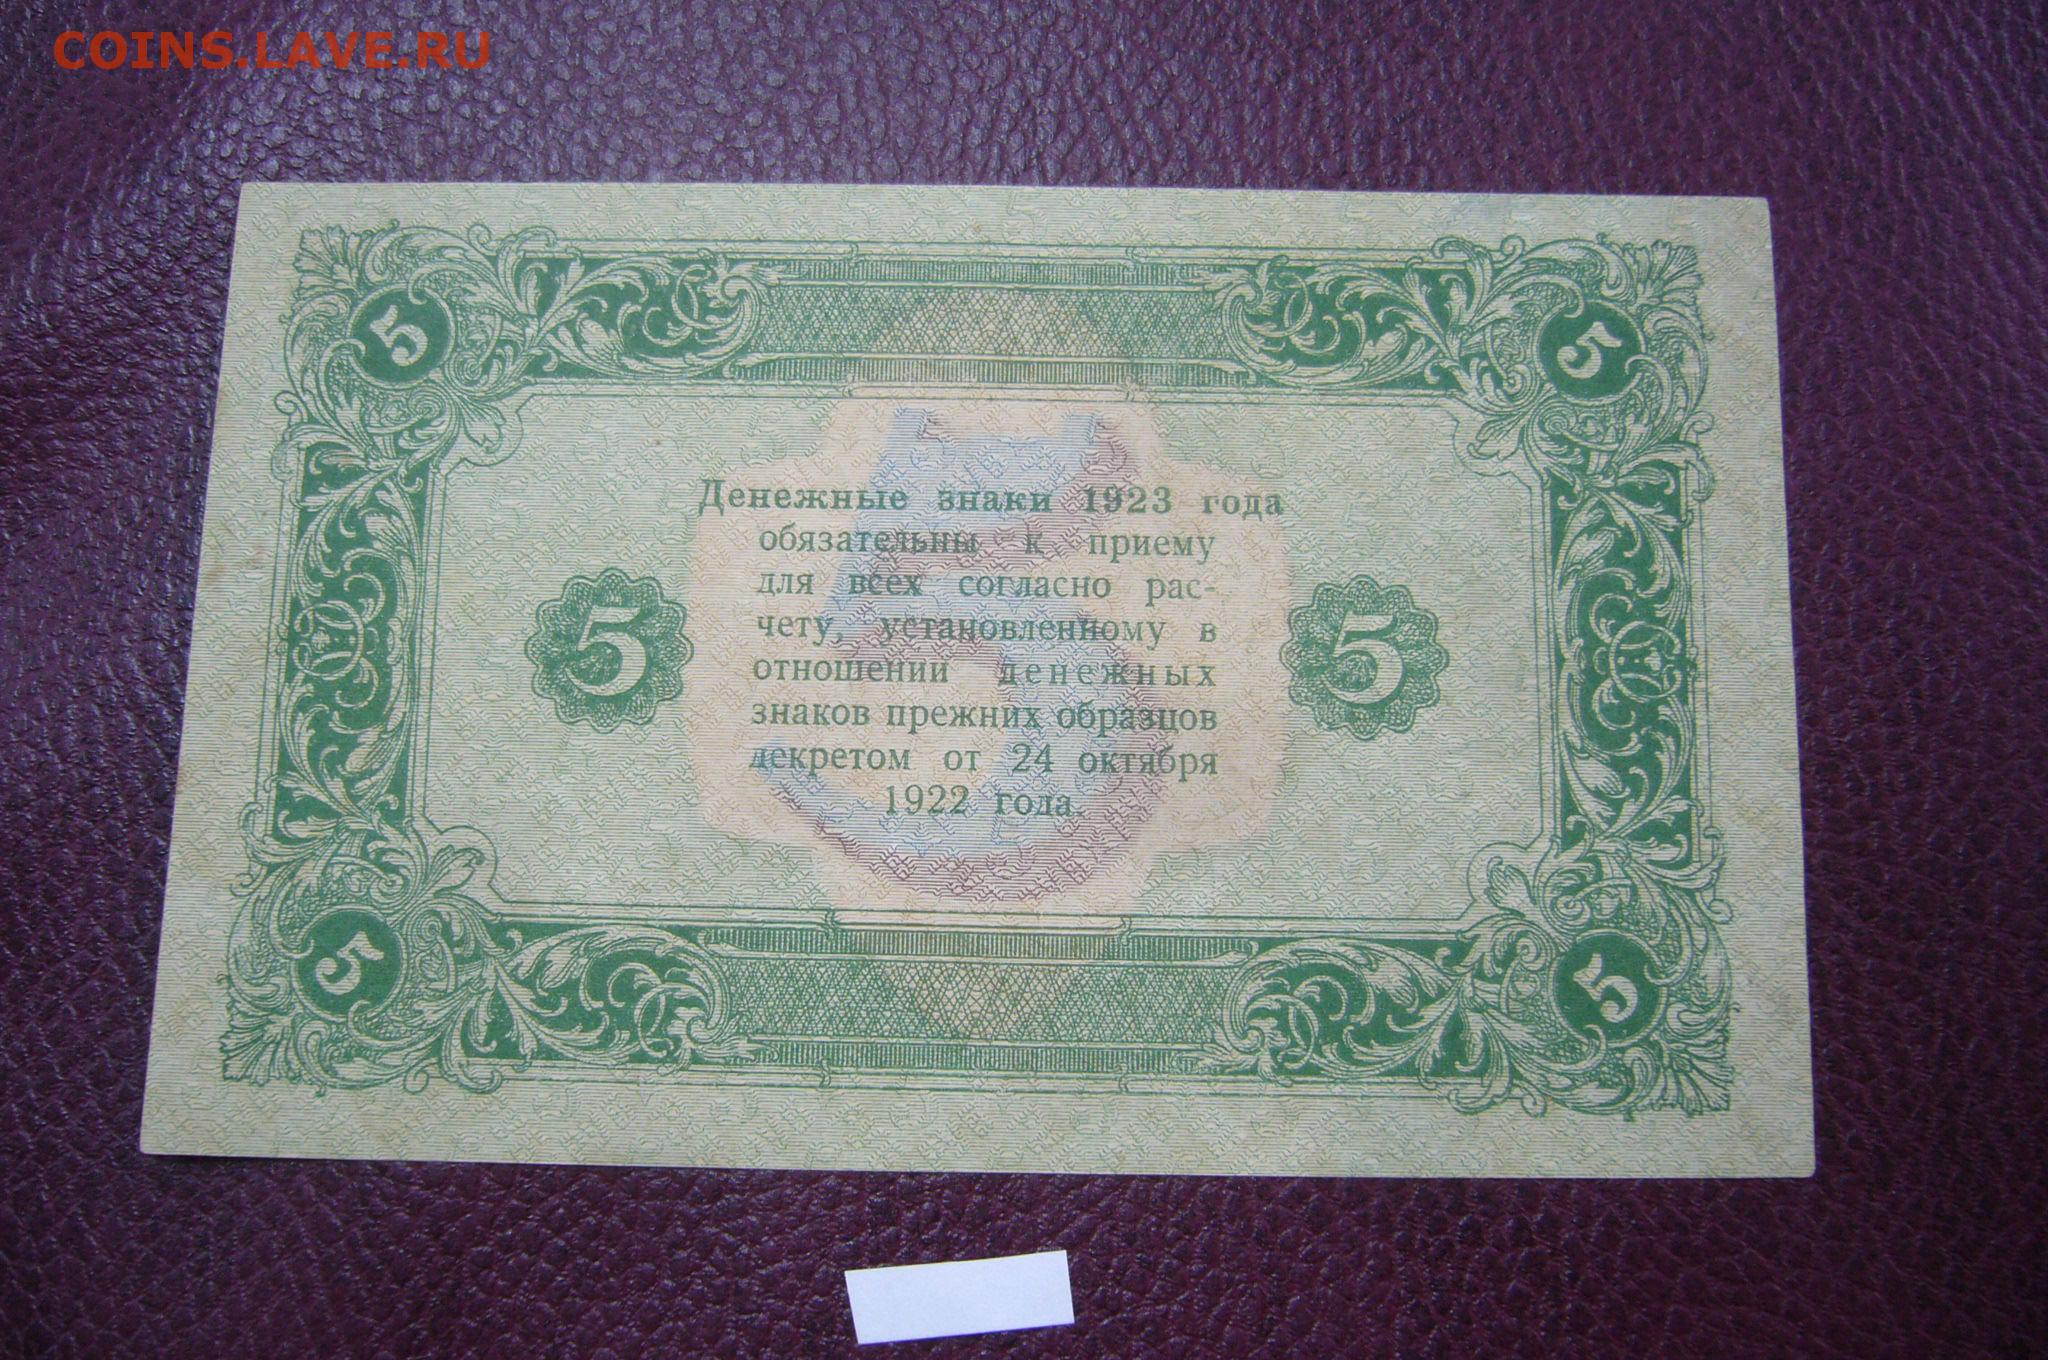 COINS.LAVE.RU
5 5
Денежные знаки 1923 года
обязательны к приему
для всех согласно рас-
чету, установленному в
5 5
отношении денежных
знаков прежних образцов
декретом от 24 октября
1922 года.
5 5